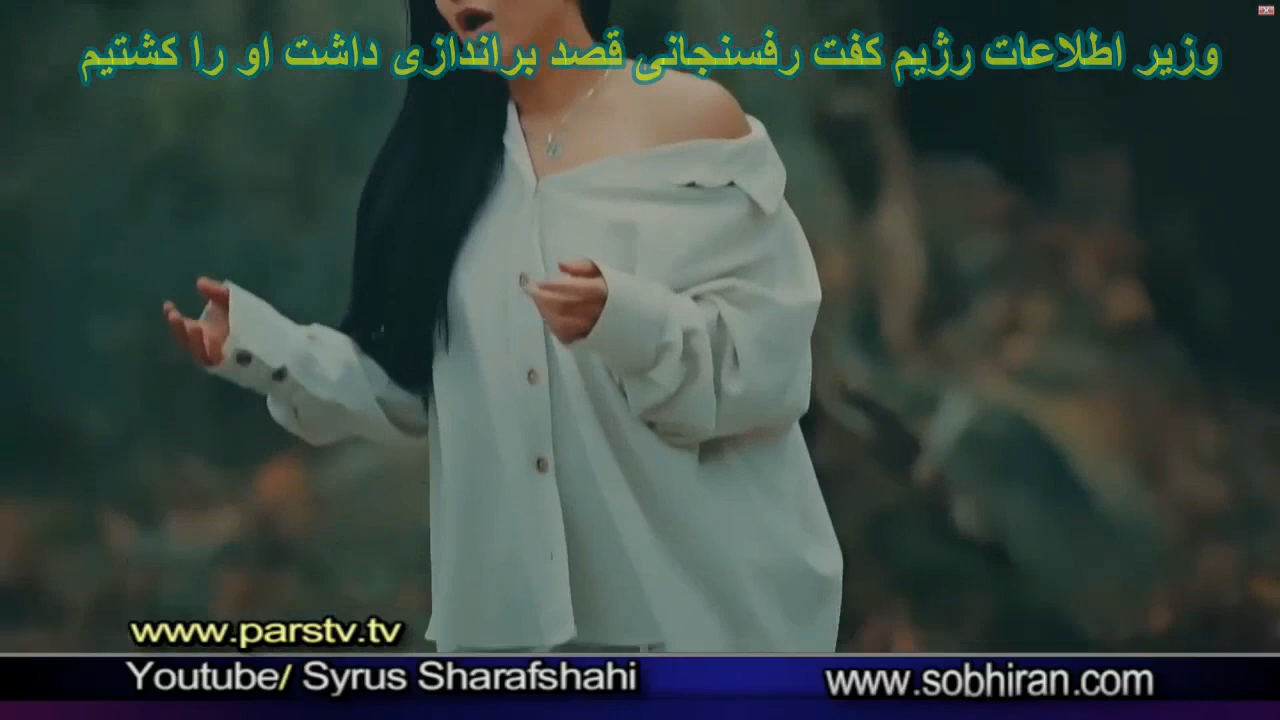 وزیر اطلاعات رژیم کفت رفسنجانی قصد براندازی داشت او را کشتیم
www.parstv.tv
Youtube/ Syrus Sharafshahi
www.sobhiran.com